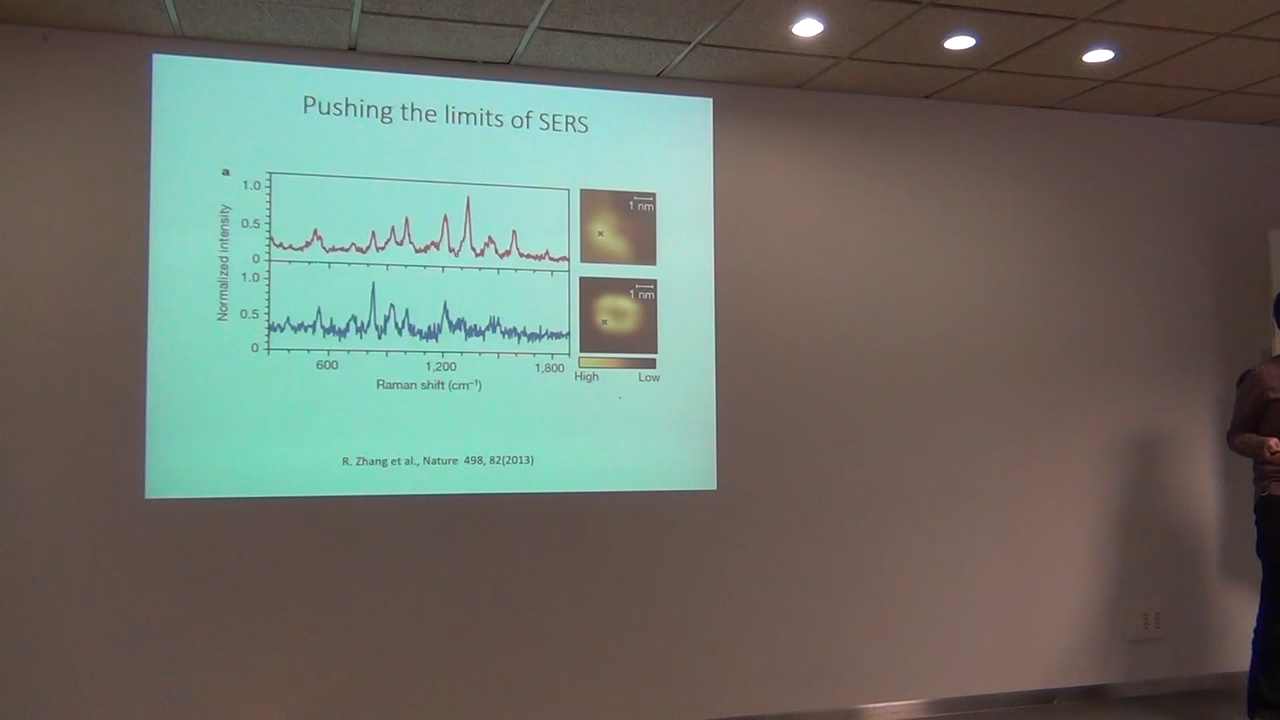 Pushing the limits of SERS
a
1.0
0.5
0
1.0
0.5
0
Normalized intensity
600 1,200 1,800
Raman shift (cm⁻¹)
1 nm
1 nm
High Low
R. Zhang et al., Nature 498, 82(2013)